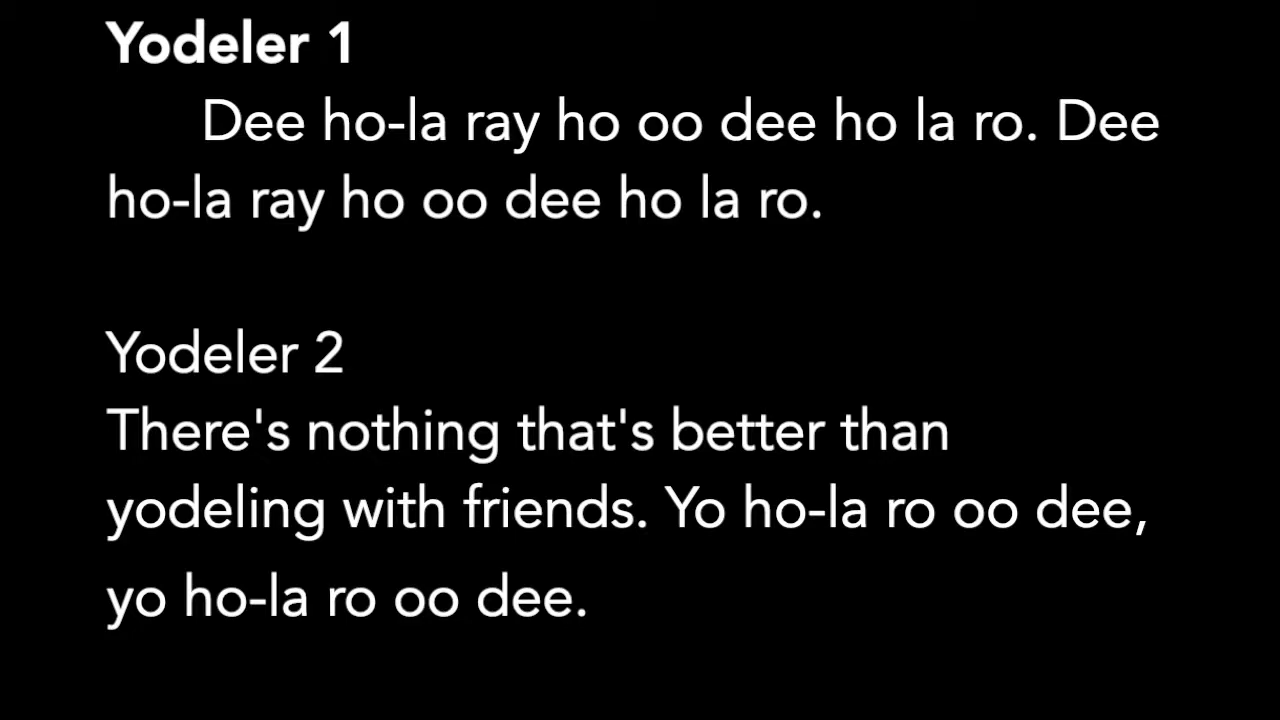 Yodeler 1
Dee ho-la ray ho oo dee ho la ro. Dee
ho-la ray ho oo dee ho la ro.
Yodeler 2
There's nothing that's better than
yodeling with friends. Yo ho-la ro oo dee,
yo ho-la ro oo dee.